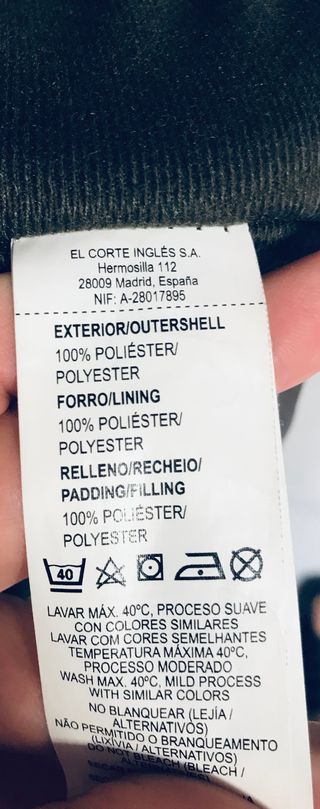 EL CORTE INGLÉS S.A.
Hermosilla 112
28009 Madrid, España
NIF: A-28017895
EXTERIOR/OUTERSHELL
100% POLIÉSTER/
POLYESTER
FORRO/LINING
100% POLIÉSTER/
POLYESTER
RELLENO/RECHEIO/
PADDING/FILLING
100% POLIÉSTER/
POLYESTER
40
LAVAR MÁX. 40ºC, PROCESO SUAVE
CON COLORES SIMILARES
LAVAR COM CORES SEMELHANTES
TEMPERATURA MÁXIMA 40ºC,
PROCESSO MODERADO
WASH MAX. 40ºC, MILD PROCESS
WITH SIMILAR COLORS
NO BLANQUEAR (LEJÍA /
ALTERNATIVOS)
NÃO PERMITIDO O BRANQUEAMENTO
(LIXÍVIA / ALTERNATIVOS)
DO NOT BLEACH (BLEACH /
ALTERNATIVES)